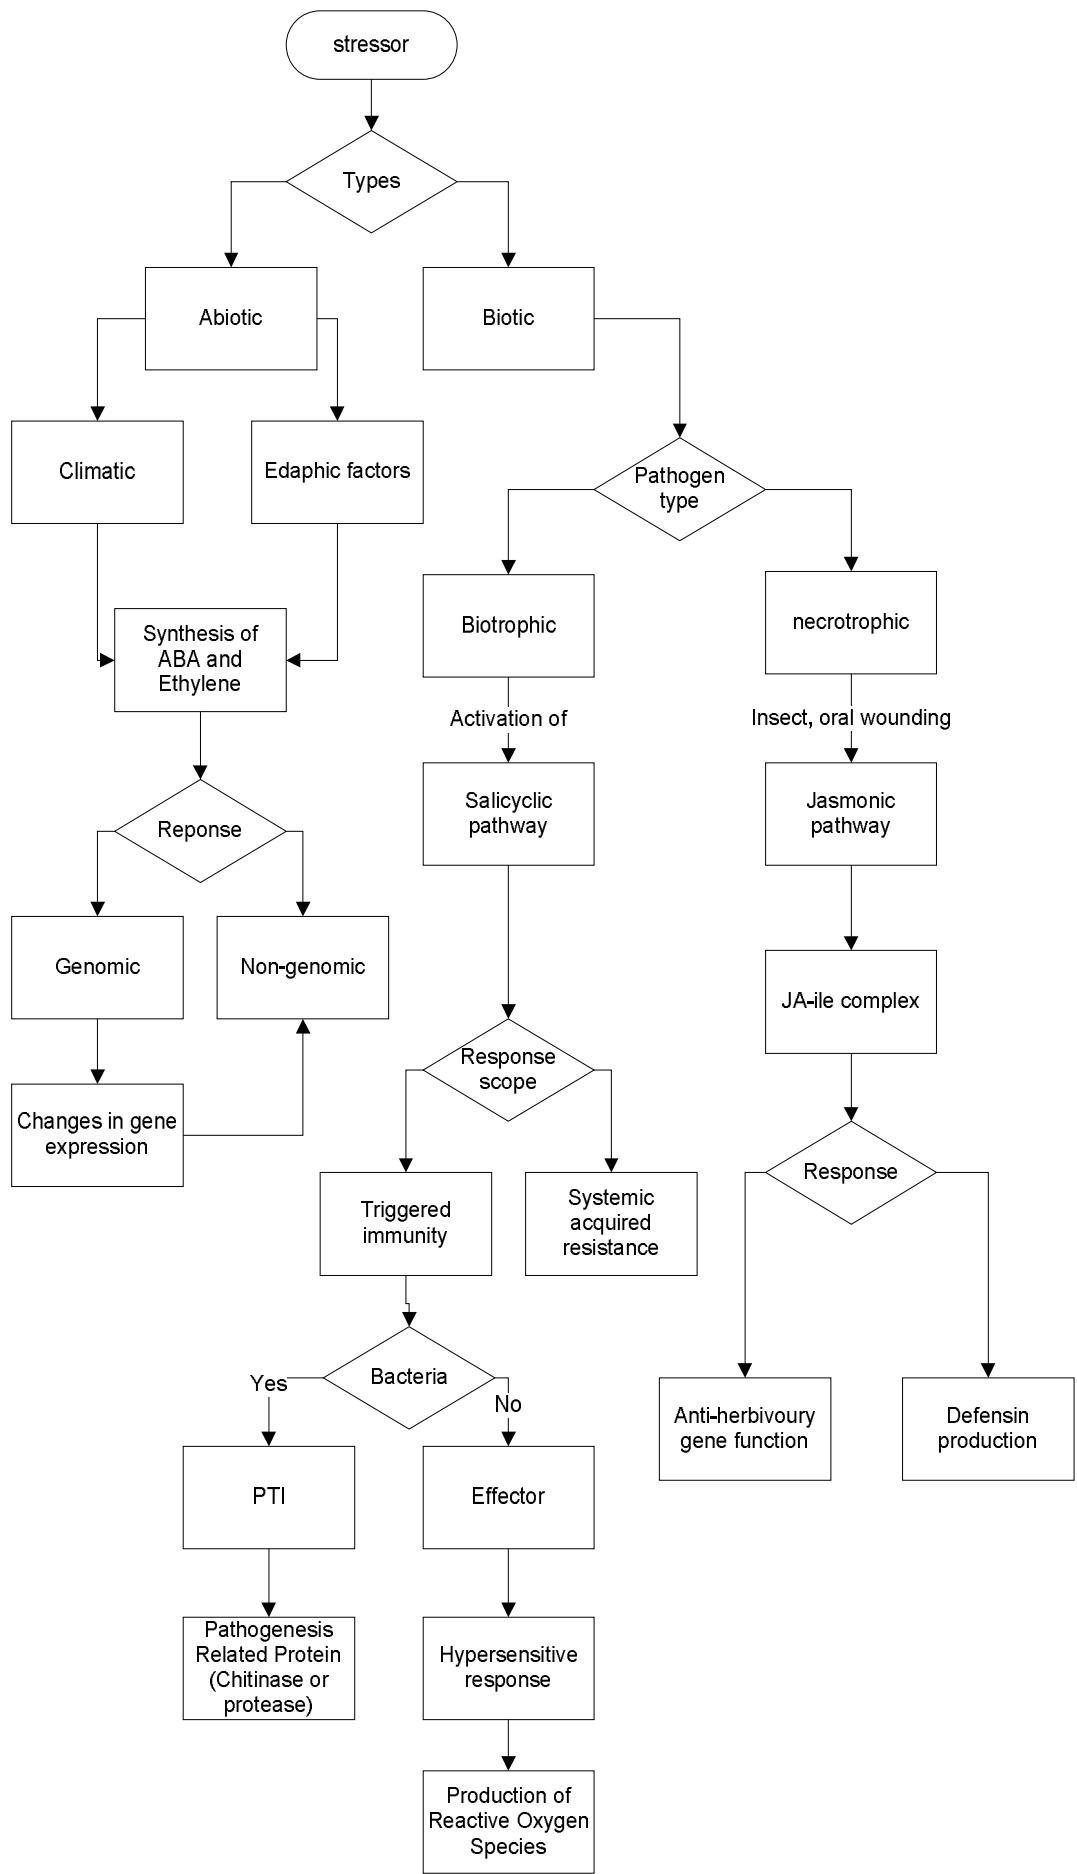 stressor
Types
Abiotic
Biotic
Climatic
Edaphic factors
Pathogen
type
Biotrophic
necrotrophic
Synthesis of
ABA and
Ethylene
Activation of
Insect, oral wounding
Salicyclic
pathway
Jasmonic
pathway
Reponse
Genomic
Non-genomic
JA-ile complex
Response
scope
Changes in gene
expression
Triggered
immunity
Systemic
acquired
resistance
Response
Bacteria
Yes
No
Anti-herbivoury
gene function
Defensin
production
PTI
Effector
Pathogenesis
Related Protein
(Chitinase or
protease)
Hypersensitive
response
Production of
Reactive Oxygen
Species